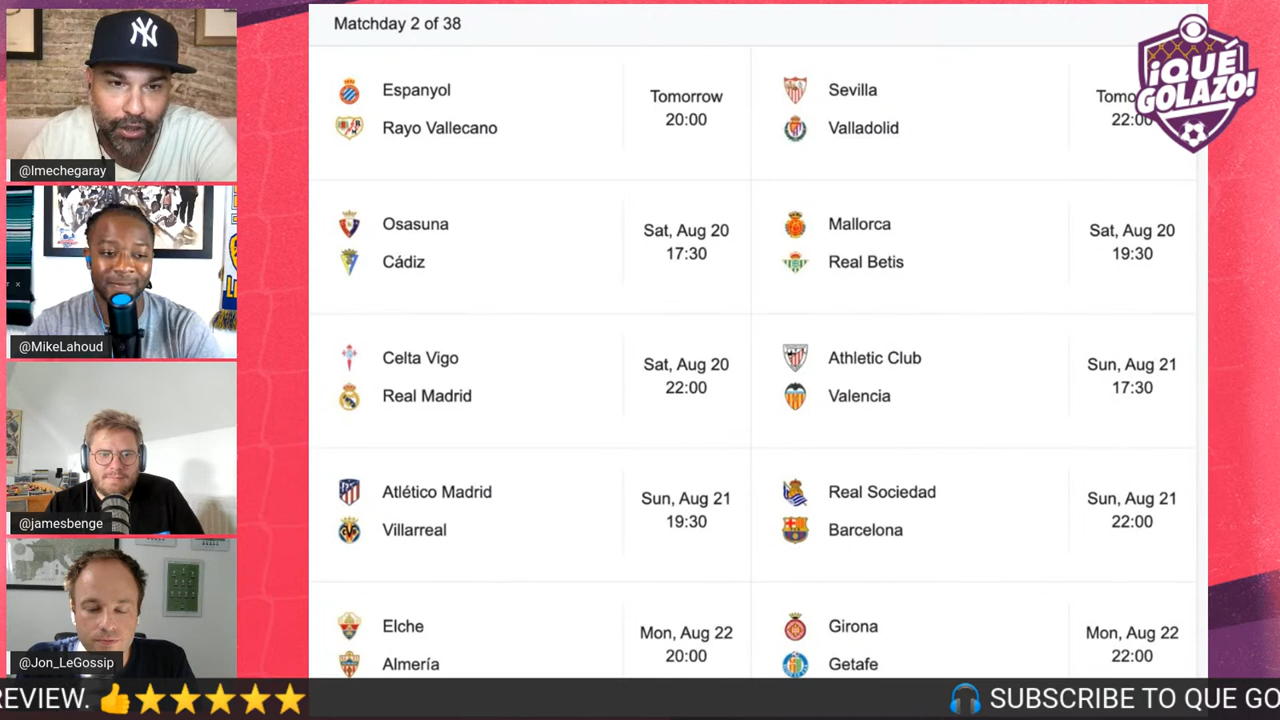 Matchday 2 of 38
Espanyol
Rayo Vallecano
Tomorrow
20:00
Sevilla
Valladolid
22:00
¡QUÉ
GOLAZO!
Osasuna
Cádiz
Sat, Aug 20
17:30
Mallorca
Real Betis
Sat, Aug 20
19:30
Celta Vigo
Real Madrid
Sat, Aug 20
22:00
Athletic Club
Valencia
Sun, Aug 21
17:30
Atlético Madrid
Villarreal
Sun, Aug 21
19:30
Real Sociedad
Barcelona
Sun, Aug 21
22:00
Elche
Almería
Mon, Aug 22
20:00
Girona
Getafe
Mon, Aug 22
22:00
NY
@lmechegaray
@MikeLahoud
@jamesbenge
@Jon_LeGossip
REVIEW. SUBSCRIBE TO QUE GO